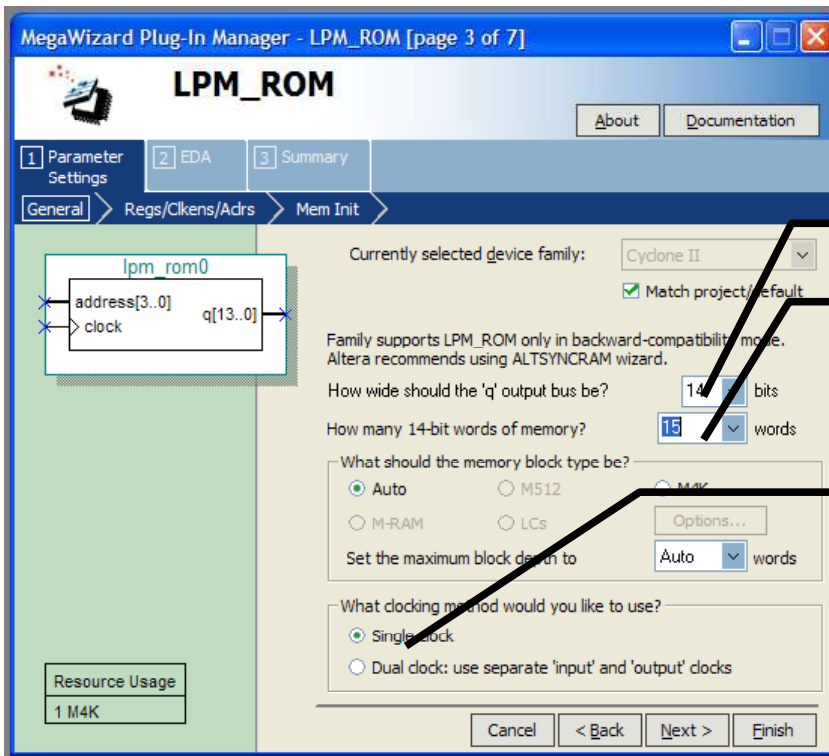 MegaWizard Plug-In Manager - LPM_ROM [page 3 of 7]
LPM_ROM
About
Documentation
1 Parameter Settings
2 EDA
3 Summary
General
Regs/Clkens/Aclrs
Mem Init
lpm_rom0
address[3..0]
q[13..0]
clock
Currently selected device family:
Cyclone II
Match project/default
Family supports LPM_ROM only in backward-compatibility mode.
Altera recommends using ALTSYNCRAM wizard.
How wide should the 'q' output bus be?
14
bits
How many 14-bit words of memory?
15
words
What should the memory block type be?
Auto
M512
M4K
M-RAM
LCs
Options...
Set the maximum block depth to
Auto
words
What clocking method would you like to use?
Single clock
Dual clock: use separate 'input' and 'output' clocks
Resource Usage
1 M4K
Cancel
< Back
Next >
Finish